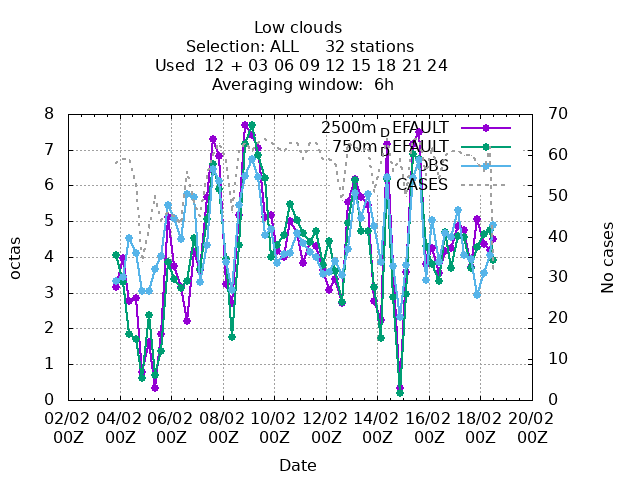 Low clouds
Selection: ALL 32 stations
Used 12 + 03 06 09 12 15 18 21 24
Averaging window: 6h
8
7
6
5
4
3
2
1
0
octas
70
60
50
40
30
20
10
0
No cases
2500m_DEFAULT
750m_DEFAULT
OBS
CASES
02/02 04/02 06/02 08/02 10/02 12/02 14/02 16/02 18/02 20/02
00Z 00Z 00Z 00Z 00Z 00Z 00Z 00Z 00Z 00Z
Date